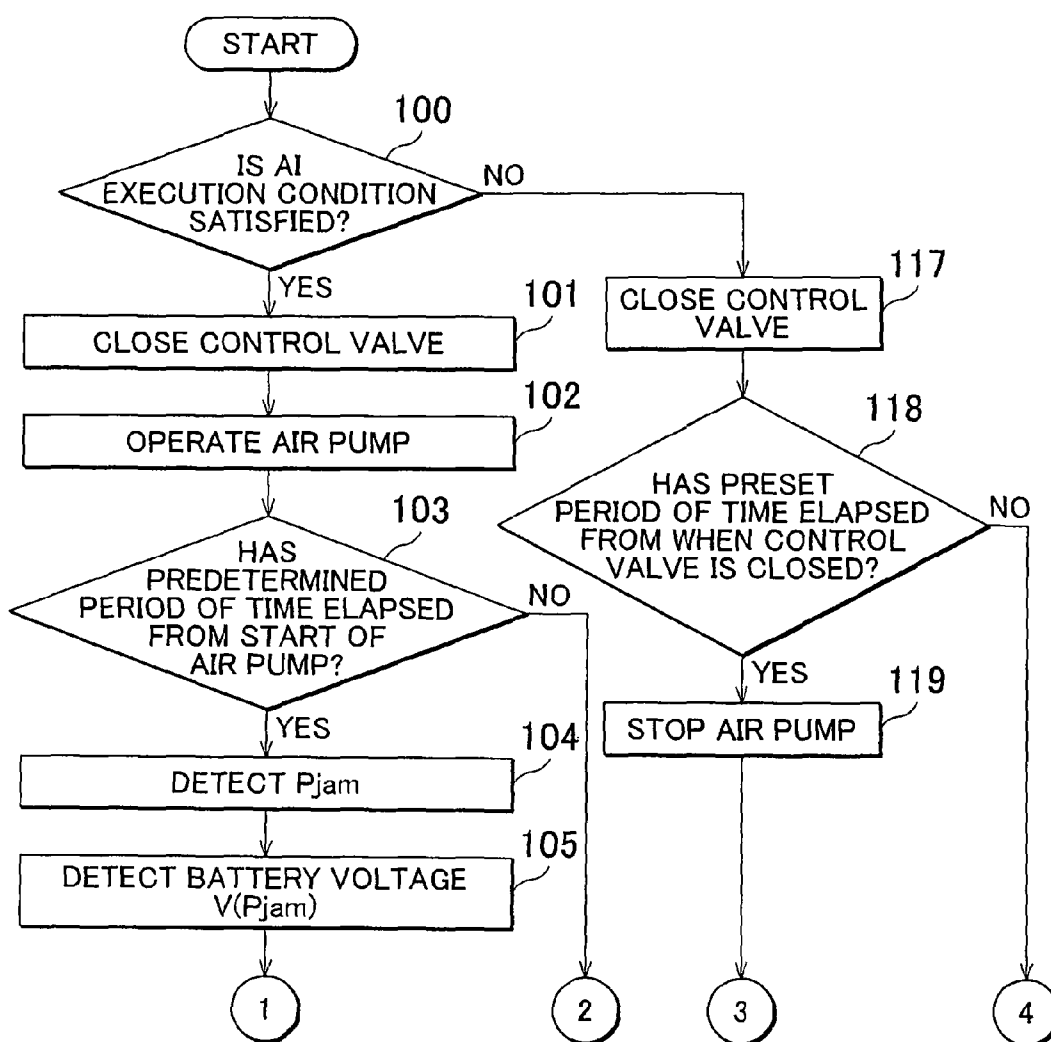 START
100
IS AI
EXECUTION CONDITION
SATISFIED?
NO
YES
101
CLOSE CONTROL VALVE
102
OPERATE AIR PUMP
103
HAS
PREDETERMINED
PERIOD OF TIME ELAPSED
FROM START OF
AIR PUMP?
NO
YES
104
DETECT Pjam
105
DETECT BATTERY VOLTAGE
V(Pjam)
1
2
117
CLOSE CONTROL
VALVE
118
HAS PRESET
PERIOD OF TIME ELAPSED
FROM WHEN CONTROL
VALVE IS CLOSED?
NO
YES
119
STOP AIR PUMP
3
4